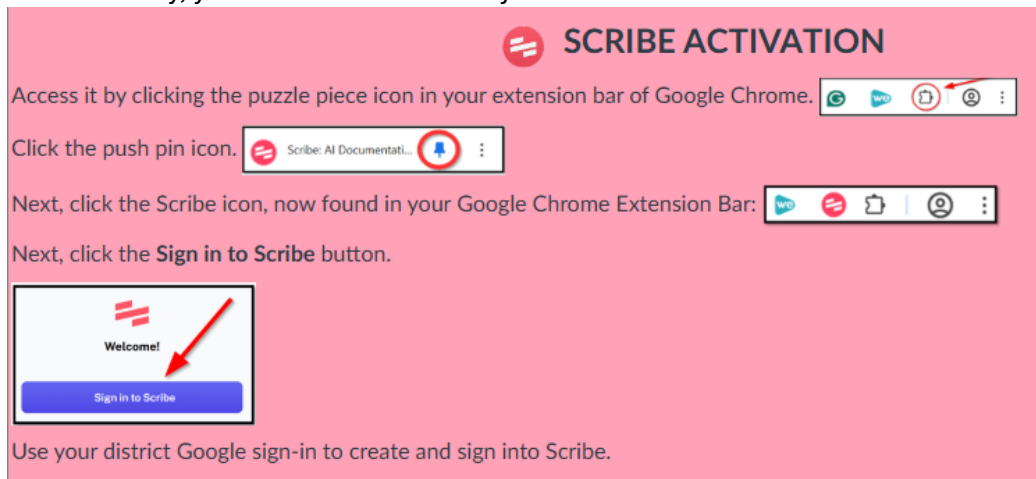 SCRIBE ACTIVATION
Access it by clicking the puzzle piece icon in your extension bar of Google Chrome.
Click the push pin icon.
Scribe: AI Documentati...
Next, click the Scribe icon, now found in your Google Chrome Extension Bar:
Next, click the Sign in to Scribe button.
Welcome!
Sign in to Scribe
Use your district Google sign-in to create and sign into Scribe.